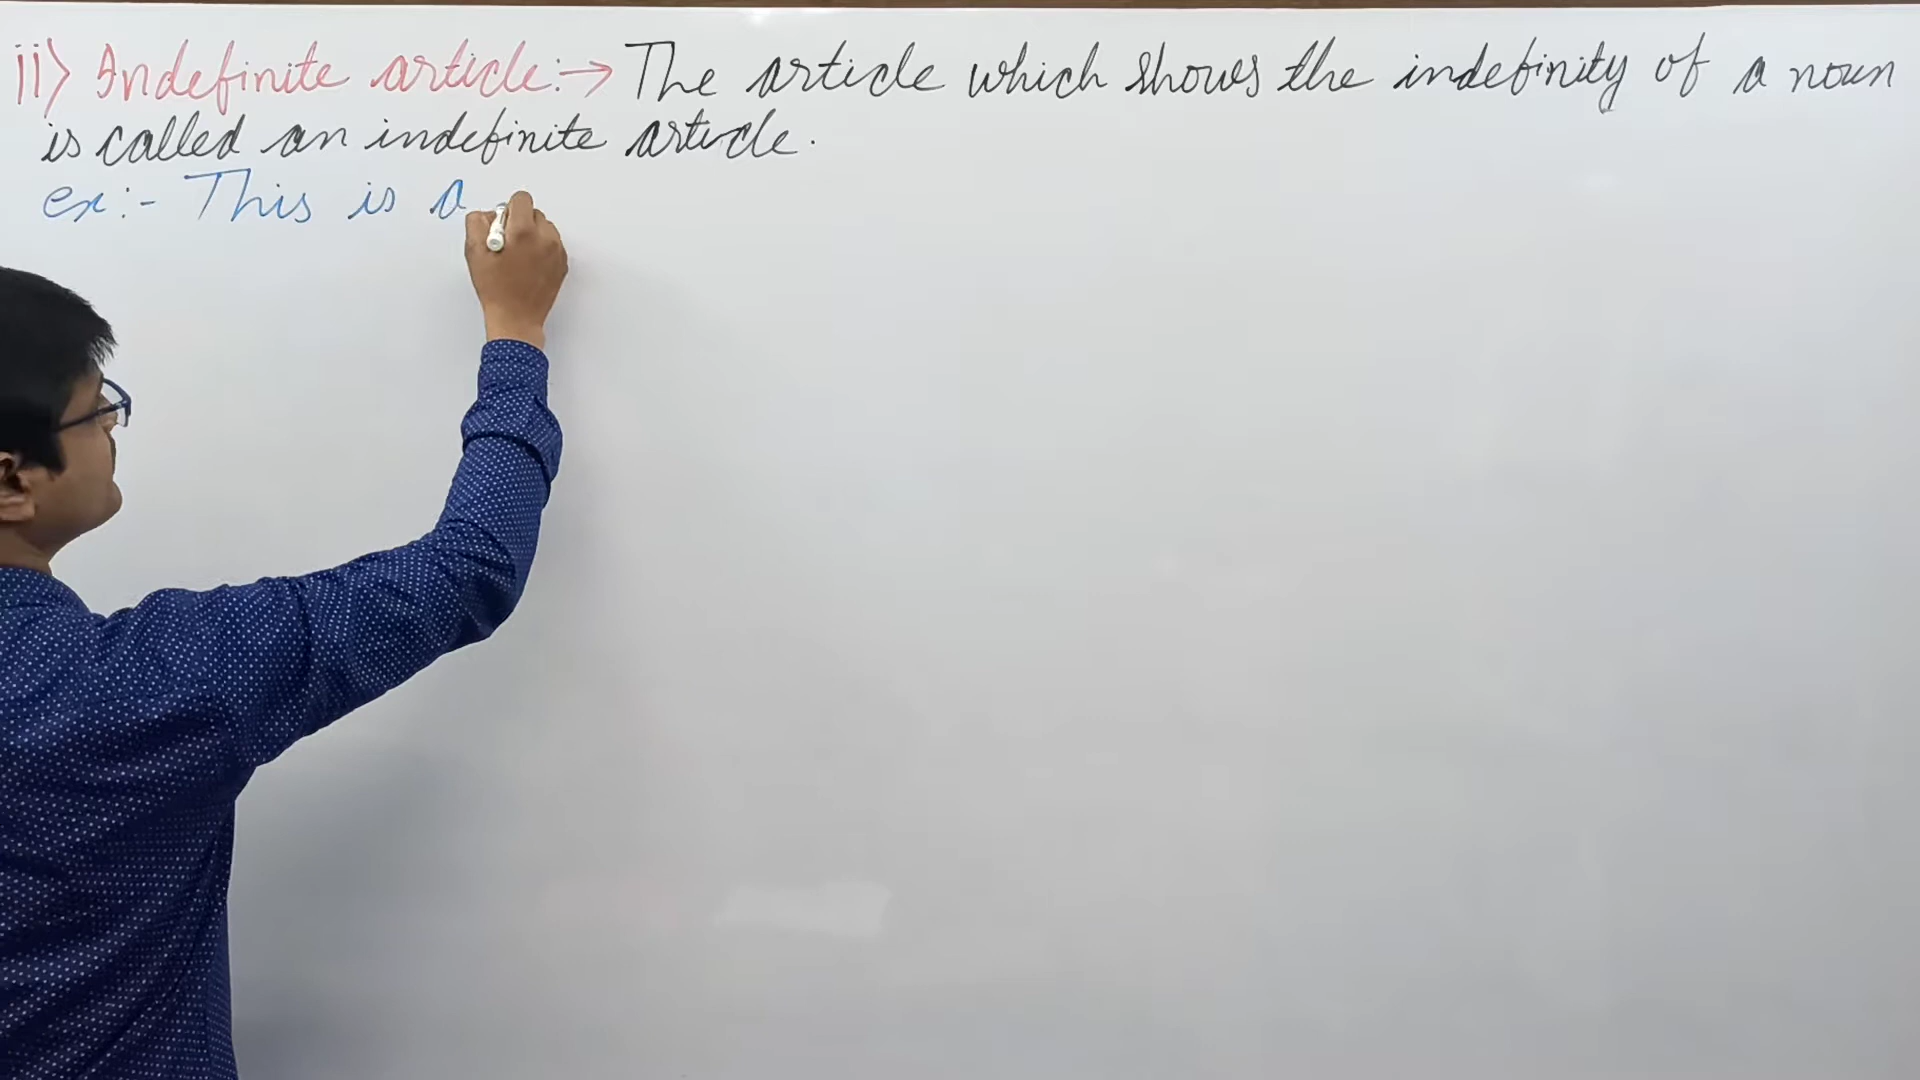 ii) Indefinite article:→ The article which shows the indefinity of a noun
is called an indefinite article.
ex:- This is a